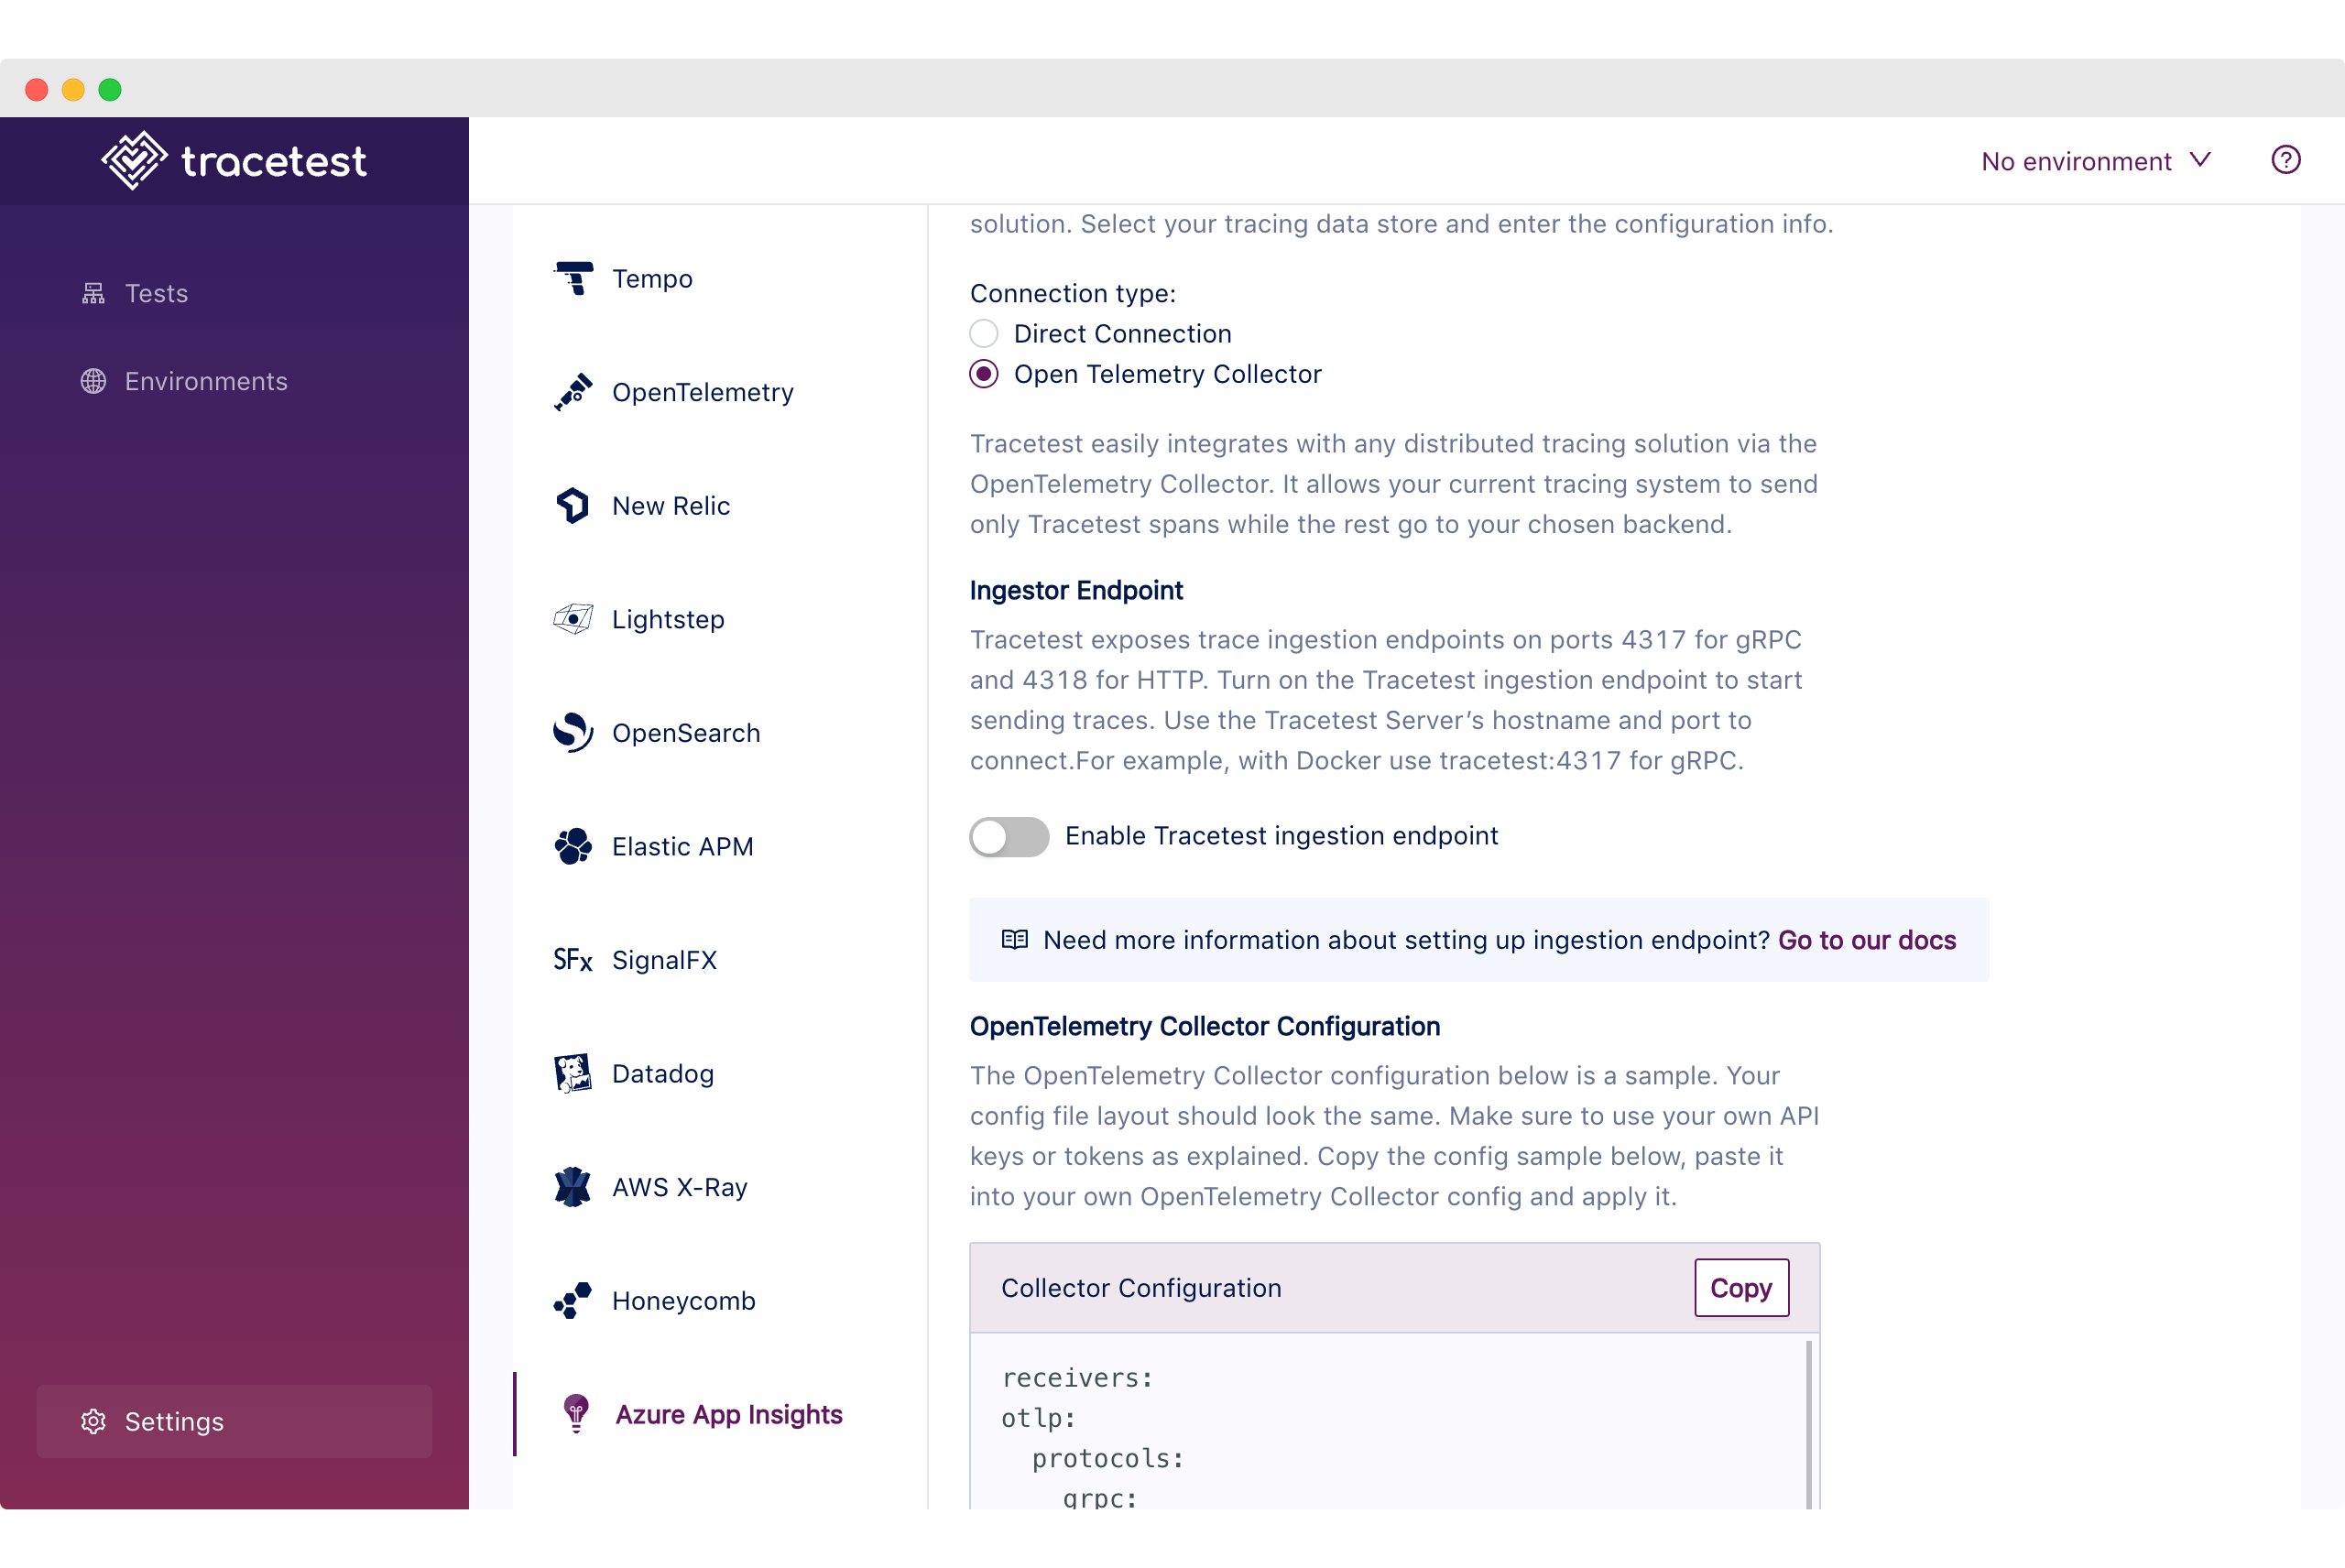 tracetest
No environment
Tests
Environments
Settings
Tempo
OpenTelemetry
New Relic
Lightstep
OpenSearch
Elastic APM
SFx SignalFX
Datadog
AWS X-Ray
Honeycomb
Azure App Insights
solution. Select your tracing data store and enter the configuration info.
Connection type:
Direct Connection
Open Telemetry Collector
Tracetest easily integrates with any distributed tracing solution via the
OpenTelemetry Collector. It allows your current tracing system to send
only Tracetest spans while the rest go to your chosen backend.
Ingestor Endpoint
Tracetest exposes trace ingestion endpoints on ports 4317 for gRPC
and 4318 for HTTP. Turn on the Tracetest ingestion endpoint to start
sending traces. Use the Tracetest Server’s hostname and port to
connect.For example, with Docker use tracetest:4317 for gRPC.
Enable Tracetest ingestion endpoint
Need more information about setting up ingestion endpoint? Go to our docs
OpenTelemetry Collector Configuration
The OpenTelemetry Collector configuration below is a sample. Your
config file layout should look the same. Make sure to use your own API
keys or tokens as explained. Copy the config sample below, paste it
into your own OpenTelemetry Collector config and apply it.
Collector Configuration
Copy
receivers:
otlp:
protocols:
grpc: